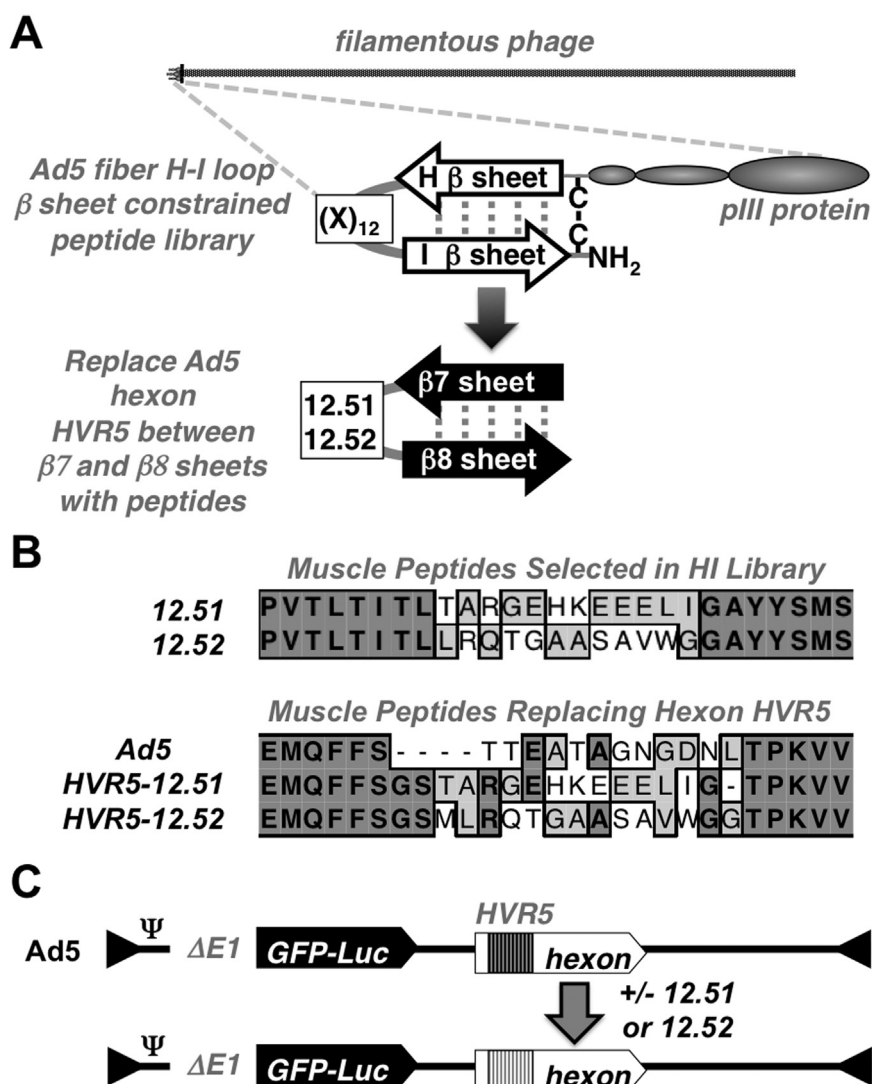 A
filamentous phage
Ad5 fiber H-I loop
β sheet constrained
peptide library
(X)12
H β sheet
I β sheet
C
C
NH2
pIII protein
Replace Ad5
hexon
HVR5 between
β7 and β8 sheets
with peptides
12.51
12.52
β7 sheet
β8 sheet
B
Muscle Peptides Selected in HI Library
12.51 PVTLTITLTARGEHKEEELIGAYYSMS
12.52 PVTLTITLLRQTGAASAVWGGAYYSMS
Muscle Peptides Replacing Hexon HVR5
Ad5 EMQFFS----TTEATAGNGDNLTPKVV
HVR5-12.51 EMQFFSGSTARGEHKEEELIG-TPKVV
HVR5-12.52 EMQFFSGSMLRQTGAASAVWGGTPKVV
C
HVR5
Ad5 Ψ ΔE1 GFP-Luc hexon
+/- 12.51
or 12.52
Ψ ΔE1 GFP-Luc hexon